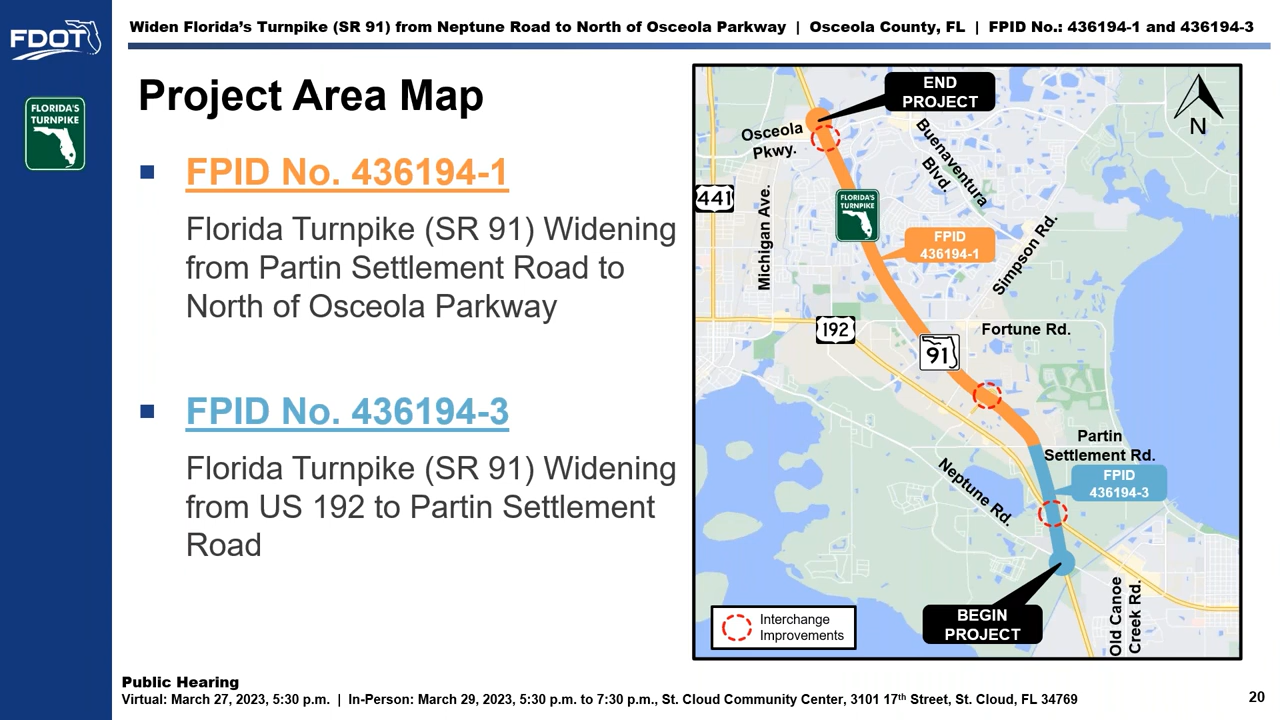 FDOT
Widen Florida's Turnpike (SR 91) from Neptune Road to North of Osceola Parkway | Osceola County, FL | FPID No.: 436194-1 and 436194-3
FLORIDA'S
TURNPIKE
Project Area Map
FPID No. 436194-1
Florida Turnpike (SR 91) Widening
from Partin Settlement Road to
North of Osceola Parkway
FPID No. 436194-3
Florida Turnpike (SR 91) Widening
from US 192 to Partin Settlement
Road
END
PROJECT
N
Osceola
Pkwy.
Buenaventura
Blvd.
441
Michigan Ave.
FLORIDA'S
TURNPIKE
FPID
436194-1
Simpson Rd.
192
Fortune Rd.
91
Partin
Settlement Rd.
FPID
436194-3
Neptune Rd.
BEGIN
PROJECT
Old Canoe
Creek Rd.
Interchange
Improvements
Public Hearing
Virtual: March 27, 2023, 5:30 p.m. | In-Person: March 29, 2023, 5:30 p.m. to 7:30 p.m., St. Cloud Community Center, 3101 17th Street, St. Cloud, FL 34769
20